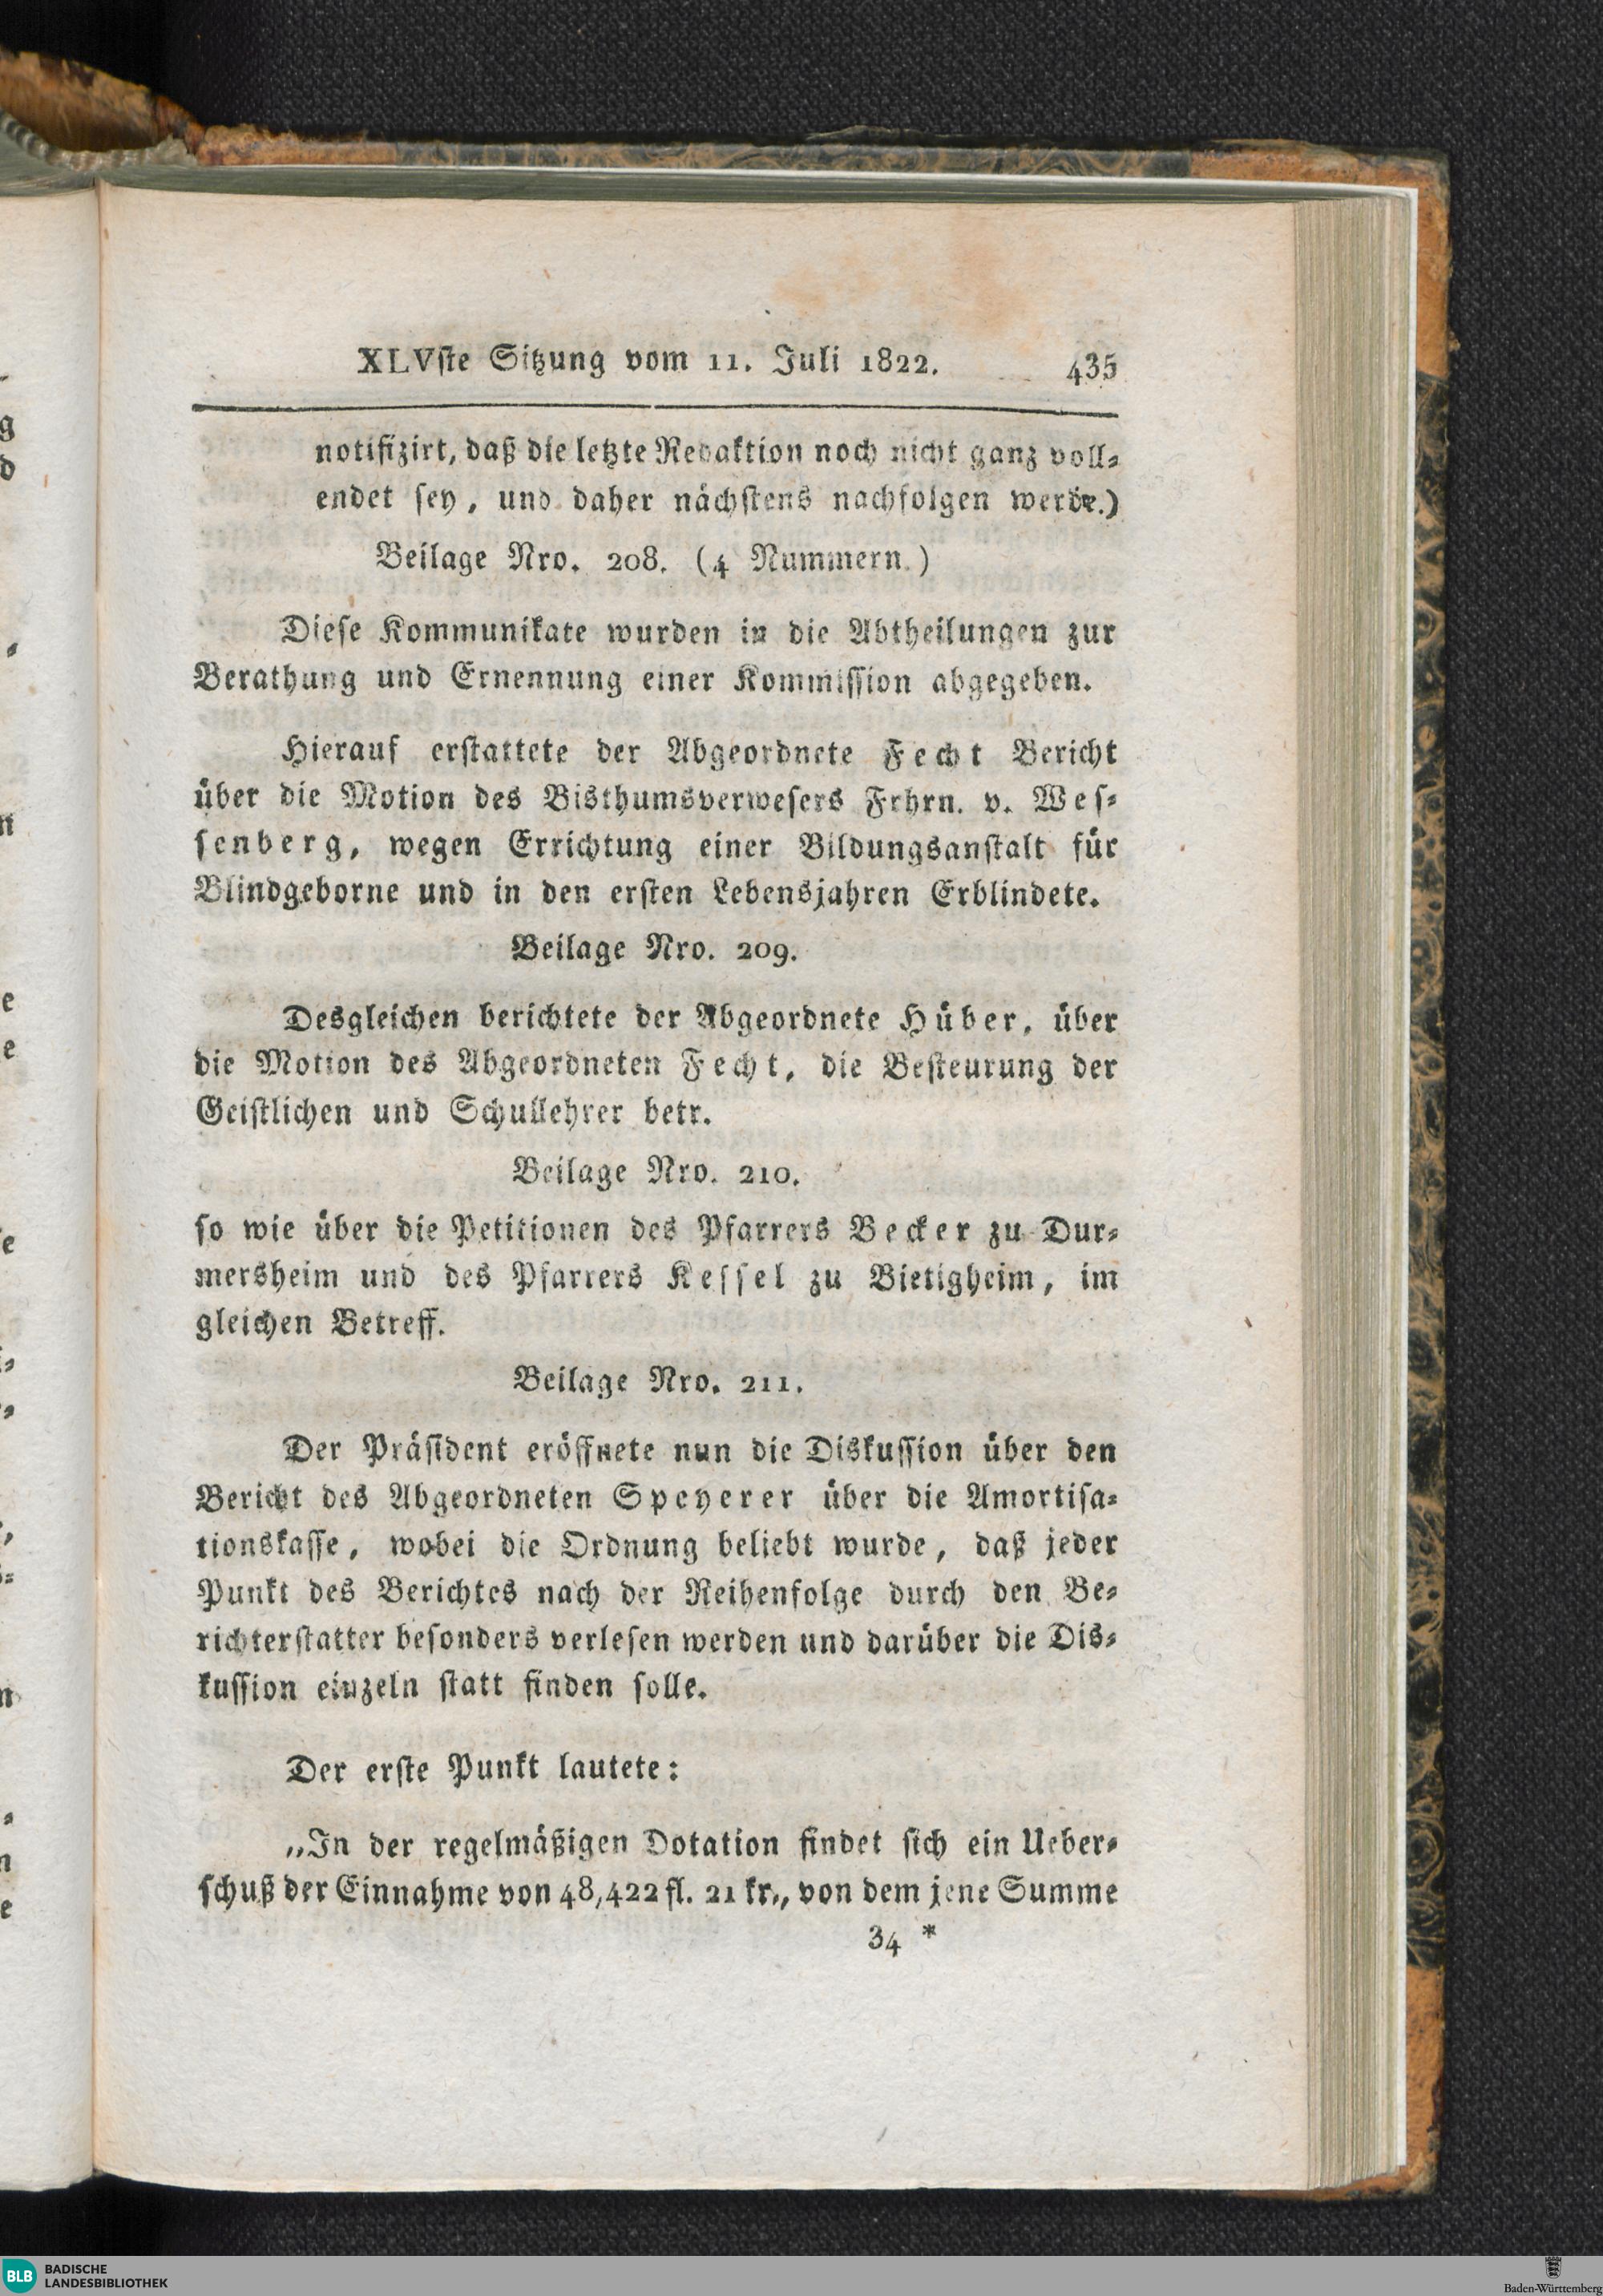 XLVste Sitzung vom 11. Juli 1822. 435
notifizirt, daß die letzte Redaktion noch nicht ganz voll-
endet sey, und daher nächstens nachfolgen werde.)
Beilage Nro. 208. (4 Nummern.)
Diese Kommunikate wurden in die Abtheilungen zur
Berathung und Ernennung einer Kommission abgegeben.
Hierauf erstattete der Abgeordnete Fecht Bericht
über die Motion des Bisthumsverwesers Frhrn. v. Wes-
senberg, wegen Errichtung einer Bildungsanstalt für
Blindgeborne und in den ersten Lebensjahren Erblindete.
Beilage Nro. 209.
Desgleichen berichtete der Abgeordnete Hüber, über
die Motion des Abgeordneten Fecht, die Besteurung der
Geistlichen und Schullehrer betr.
Beilage Nro. 210.
so wie über die Petitionen des Pfarrers Becker zu Dur-
mersheim und des Pfarrers Kessel zu Bietigheim, im
gleichen Betreff.
Beilage Nro. 211.
Der Präsident eröffnete nun die Diskussion über den
Bericht des Abgeordneten Speyerer über die Amortisa-
tionskasse, wobei die Ordnung beliebt wurde, daß jeder
Punkt des Berichtes nach der Reihenfolge durch den Be-
richterstatter besonders verlesen werden und darüber die Dis-
kussion einzeln statt finden solle.
Der erste Punkt lautete:
„In der regelmäßigen Dotation findet sich ein Ueber-
schuß der Einnahme von 48,422 fl. 21 kr., von dem jene Summe
34 *
BLB BADISCHE
LANDESBIBLIOTHEK
Baden-Württemberg